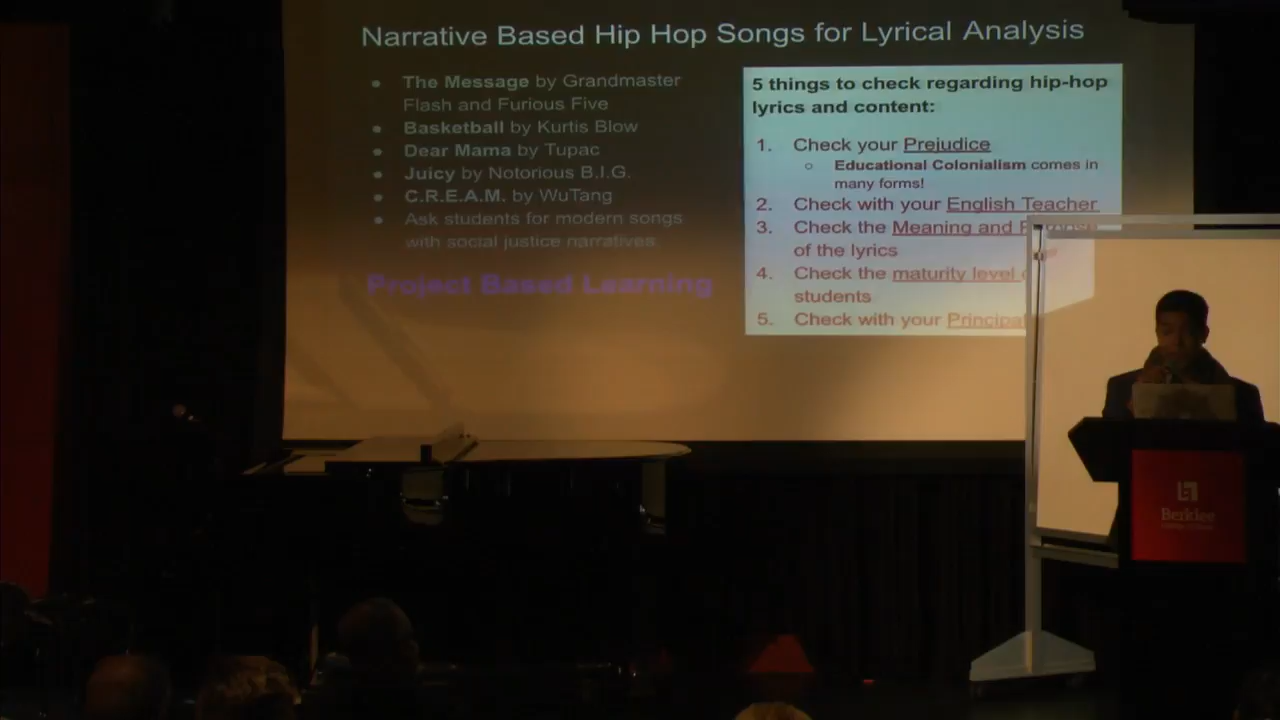 Narrative Based Hip Hop Songs for Lyrical Analysis
● The Message by Grandmaster
Flash and Furious Five
● Basketball by Kurtis Blow
● Dear Mama by Tupac
● Juicy by Notorious B.I.G.
● C.R.E.A.M. by WuTang
● Ask students for modern songs
with social justice narratives
Project Based Learning
5 things to check regarding hip-hop
lyrics and content:
1. Check your Prejudice
○ Educational Colonialism comes in
many forms!
2. Check with your English Teacher
3. Check the Meaning and
of the lyrics
4. Check the maturity level
students
5. Check with your Principal
Berklee